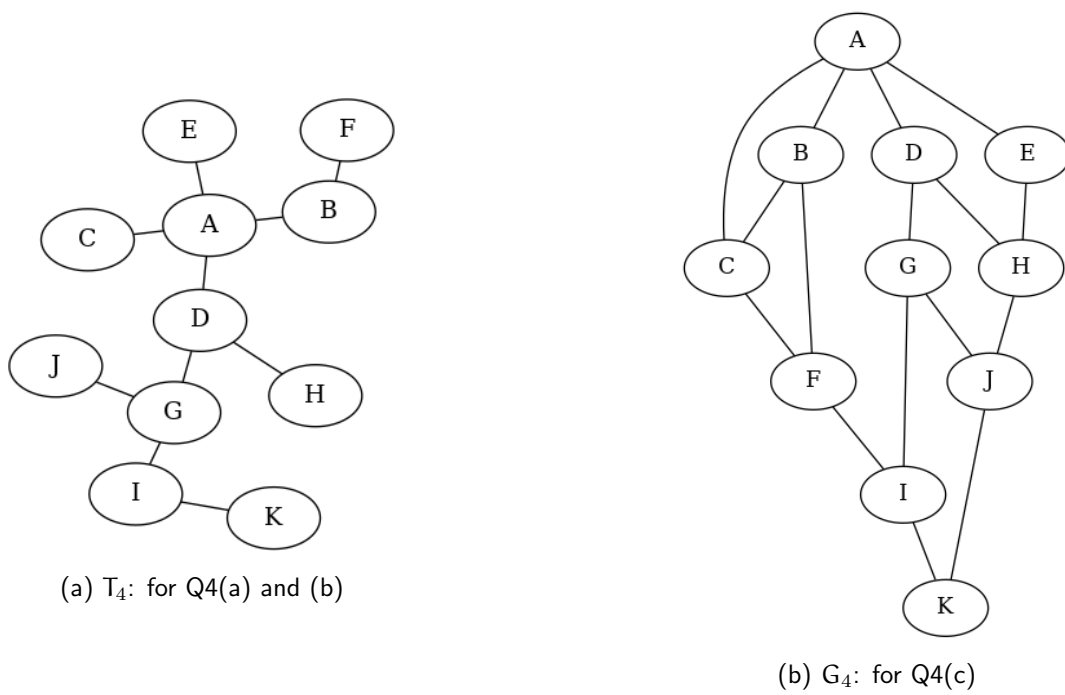 E
F
C
A
B
D
J
G
H
I
K
(a) T₄: for Q4(a) and (b)
A
B
D
E
C
G
H
F
J
I
K
(b) G₄: for Q4(c)